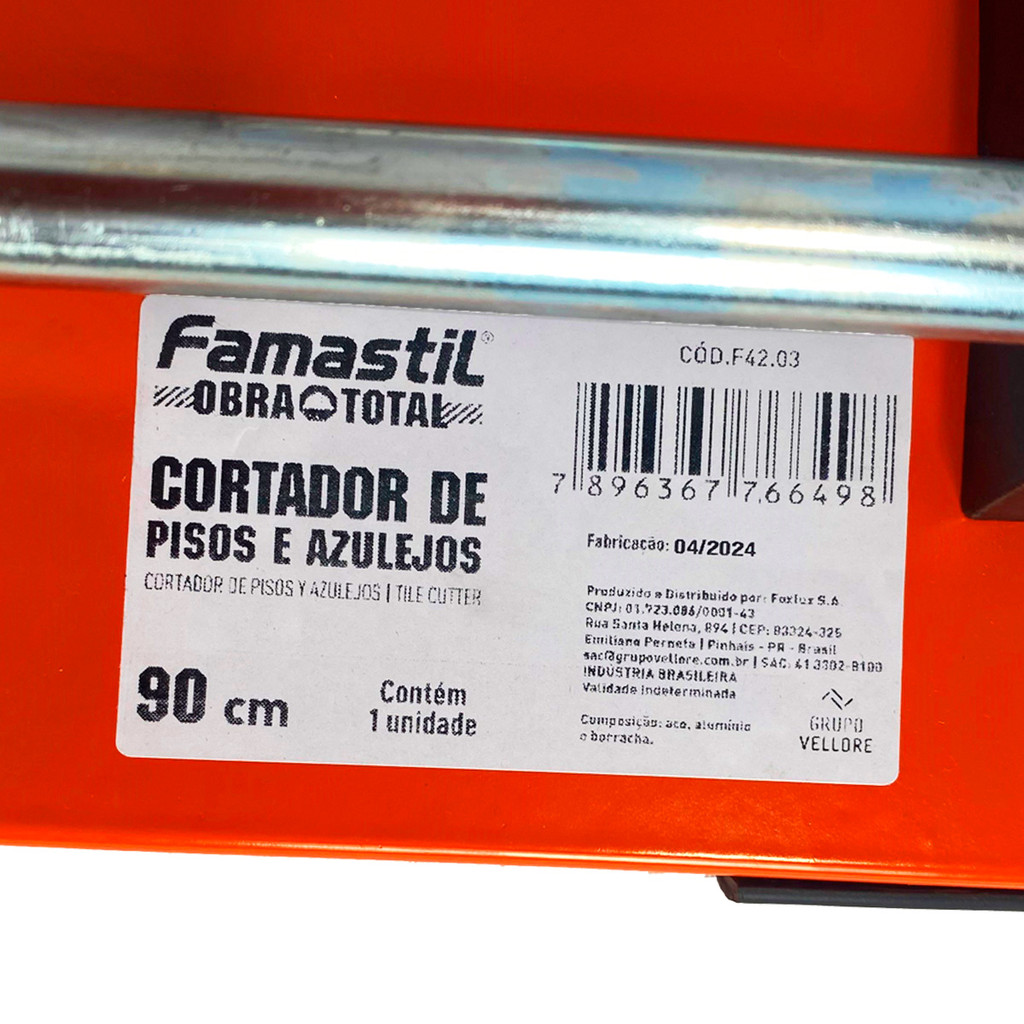 Famastil®
OBRA TOTAL
CORTADOR DE
PISOS E AZULEJOS
CORTADOR DE PISOS Y AZULEJOS | TILE CUTTER
90 cm
Contém
1 unidade
CÓD.F42.03
7 896367 766498
Fabricação: 04/2024
Produzido e Distribuído por: Foxlux S.A.
CNPJ: 01.723.086/0001-43
Rua Santa Helena, 894 | CEP: 83324-325
Emiliano Perneta | Pinhais - PR - Brasil
sac@grupovellore.com.br | SAC: 41 3302-8100
INDÚSTRIA BRASILEIRA
Validade Indeterminada
Composição: aço, alumínio
e borracha.
GRUPO
VELLORE